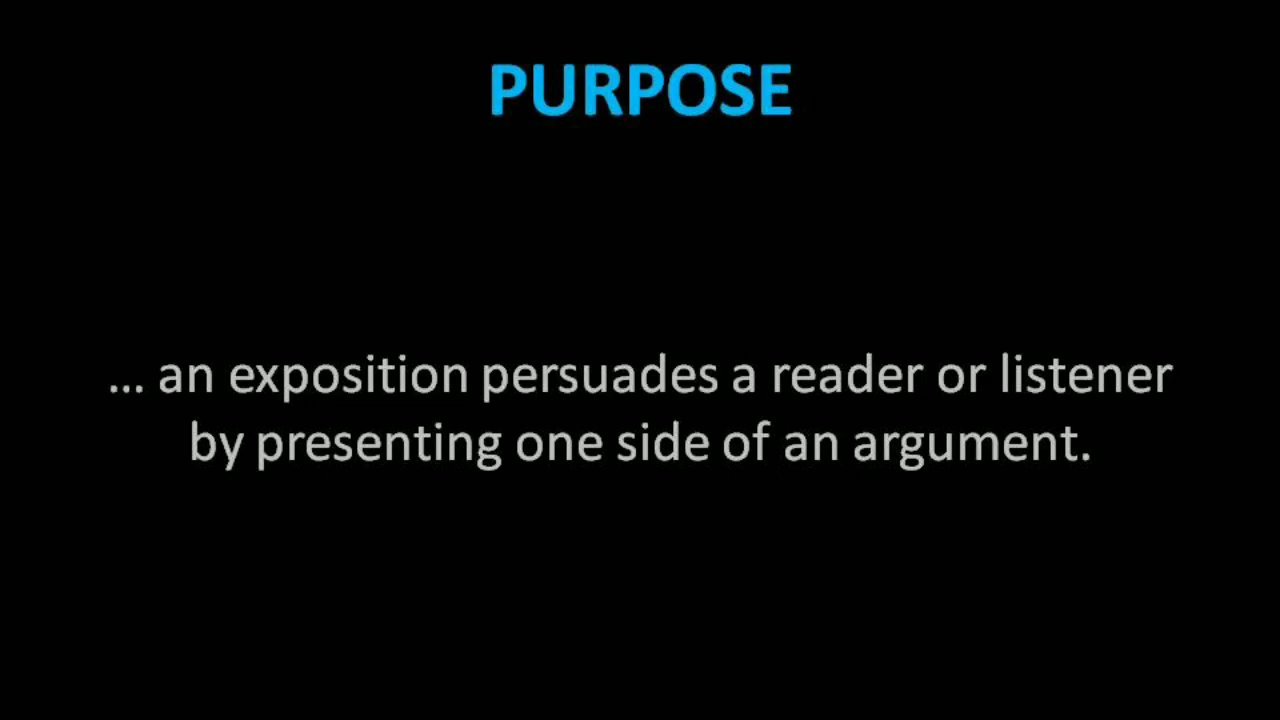 PURPOSE
... an exposition persuades a reader or listener
by presenting one side of an argument.